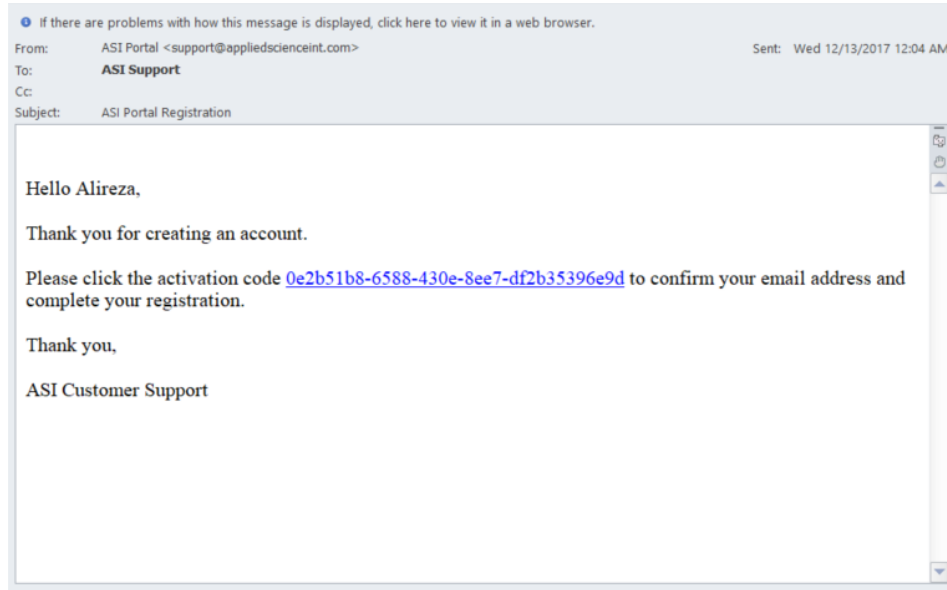 If there are problems with how this message is displayed, click here to view it in a web browser.
From: ASI Portal <support@appliedscienceint.com> Sent: Wed 12/13/2017 12:04 AM
To: ASI Support
Cc:
Subject: ASI Portal Registration
Hello Alireza,
Thank you for creating an account.
Please click the activation code 0e2b51b8-6588-430e-8ee7-df2b35396e9d to confirm your email address and
complete your registration.
Thank you,
ASI Customer Support